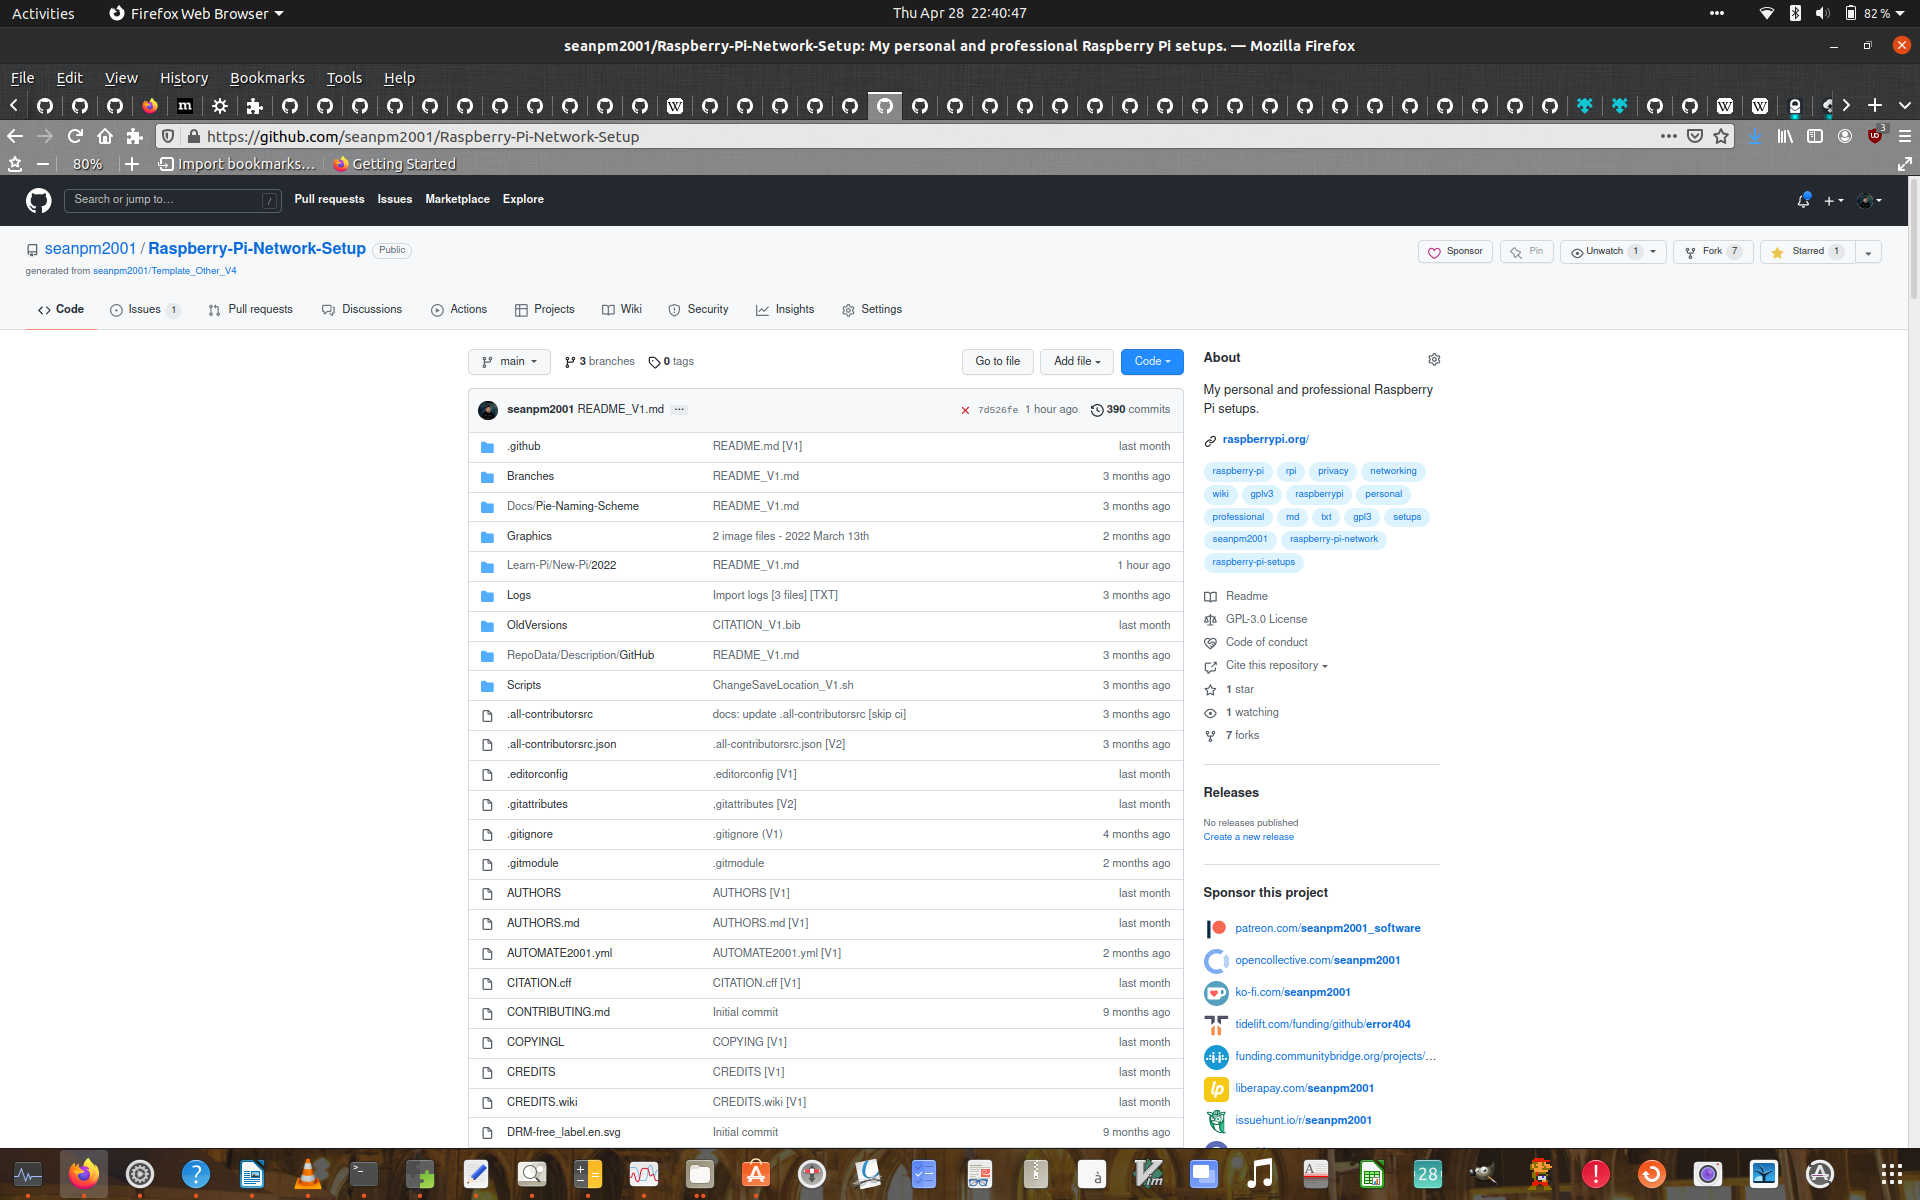 Activities
Firefox Web Browser
Thu Apr 28 22:40:47
82 %
seanpm2001/Raspberry-Pi-Network-Setup: My personal and professional Raspberry Pi setups. — Mozilla Firefox
File Edit View History Bookmarks Tools Help
https://github.com/seanpm2001/Raspberry-Pi-Network-Setup
3
80%
Import bookmarks…
Getting Started
Search or jump to…
/
Pull requests Issues Marketplace Explore
seanpm2001 / Raspberry-Pi-Network-Setup
Public
generated from seanpm2001/Template_Other_V4
Sponsor
Pin
Unwatch 1
Fork 7
Starred 1
Code
Issues 1
Pull requests
Discussions
Actions
Projects
Wiki
Security
Insights
Settings
main
3 branches
0 tags
Go to file
Add file
Code
seanpm2001 README_V1.md
7d526fe 1 hour ago
390 commits
.github README.md [V1] last month
Branches README_V1.md 3 months ago
Docs/Pie-Naming-Scheme README_V1.md 3 months ago
Graphics 2 image files - 2022 March 13th 2 months ago
Learn-Pi/New-Pi/2022 README_V1.md 1 hour ago
Logs Import logs [3 files] [TXT] 3 months ago
OldVersions CITATION_V1.bib last month
RepoData/Description/GitHub README_V1.md 3 months ago
Scripts ChangeSaveLocation_V1.sh 3 months ago
.all-contributorsrc docs: update .all-contributorsrc [skip ci] 3 months ago
.all-contributorsrc.json .all-contributorsrc.json [V2] 3 months ago
.editorconfig .editorconfig [V1] last month
.gitattributes ,gitattributes [V2] last month
.gitignore .gitignore (V1) 4 months ago
.gitmodule .gitmodule 2 months ago
AUTHORS AUTHORS [V1] last month
AUTHORS.md AUTHORS.md [V1] last month
AUTOMATE2001.yml AUTOMATE2001.yml [V1] 2 months ago
CITATION.cff CITATION.cff [V1] last month
CONTRIBUTING.md Initial commit 9 months ago
COPYINGL COPYING [V1] last month
CREDITS CREDITS [V1] last month
CREDITS.wiki CREDITS.wiki [V1] last month
DRM-free_label.en.svg Initial commit 9 months ago
About
My personal and professional Raspberry
Pi setups.
raspberrypi.org/
raspberry-pi rpi privacy networking
wiki gplv3 raspberrypi personal
professional md txt gpl3 setups
seanpm2001 raspberry-pi-network
raspberry-pi-setups
Readme
GPL-3.0 License
Code of conduct
Cite this repository
1 star
1 watching
7 forks
Releases
No releases published
Create a new release
Sponsor this project
patreon.com/seanpm2001_software
opencollective.com/seanpm2001
ko-fi.com/seanpm2001
tidelift.com/funding/github/error404
funding.communitybridge.org/projects/…
liberapay.com/seanpm2001
issuehunt.io/r/seanpm2001
28